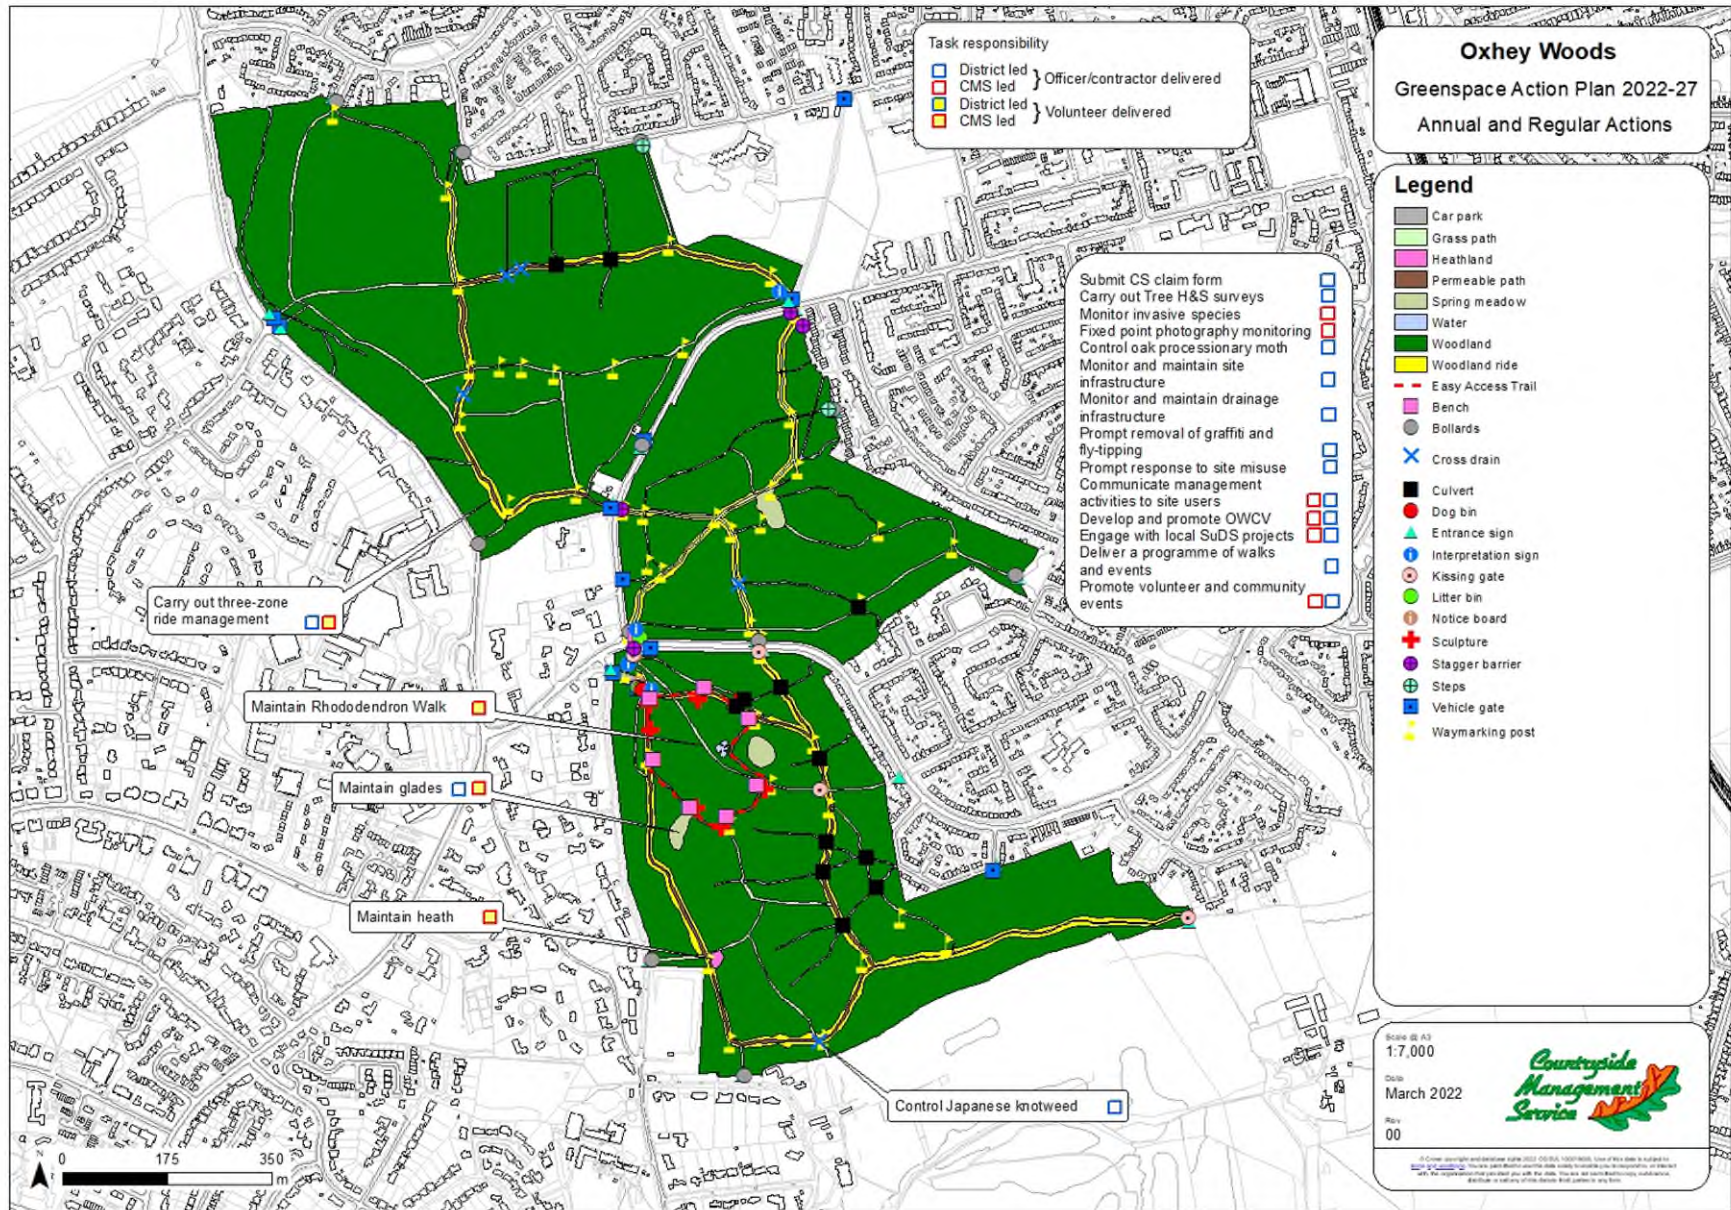 Task responsibility
District led
CMS led
} Officer/contractor delivered
District led
CMS led
} Volunteer delivered
Oxhey Woods
Greenspace Action Plan 2022-27
Annual and Regular Actions
Legend
Car park
Grass path
Heathland
Permeable path
Spring meadow
Water
Woodland
Woodland ride
Easy Access Trail
Bench
Bollards
Cross drain
Culvert
Dog bin
Entrance sign
Interpretation sign
Kissing gate
Litter bin
Notice board
Sculpture
Stagger barrier
Steps
Vehicle gate
Waymarking post
Submit CS claim form
Carry out Tree H&S surveys
Monitor invasive species
Fixed point photography monitoring
Control oak processionary moth
Monitor and maintain site
infrastructure
Monitor and maintain drainage
infrastructure
Prompt removal of graffiti and
fly-tipping
Prompt response to site misuse
Communicate management
activities to site users
Develop and promote OWCV
Engage with local SuDS projects
Deliver a programme of walks
and events
Promote volunteer and community
events
Carry out three-zone
ride management
Maintain Rhododendron Walk
Maintain glades
Maintain heath
Control Japanese knotweed
N
0 175 350
m
Scale @ A3
1:7,000
Date
March 2022
Rev
00
Countryside
Management
Service